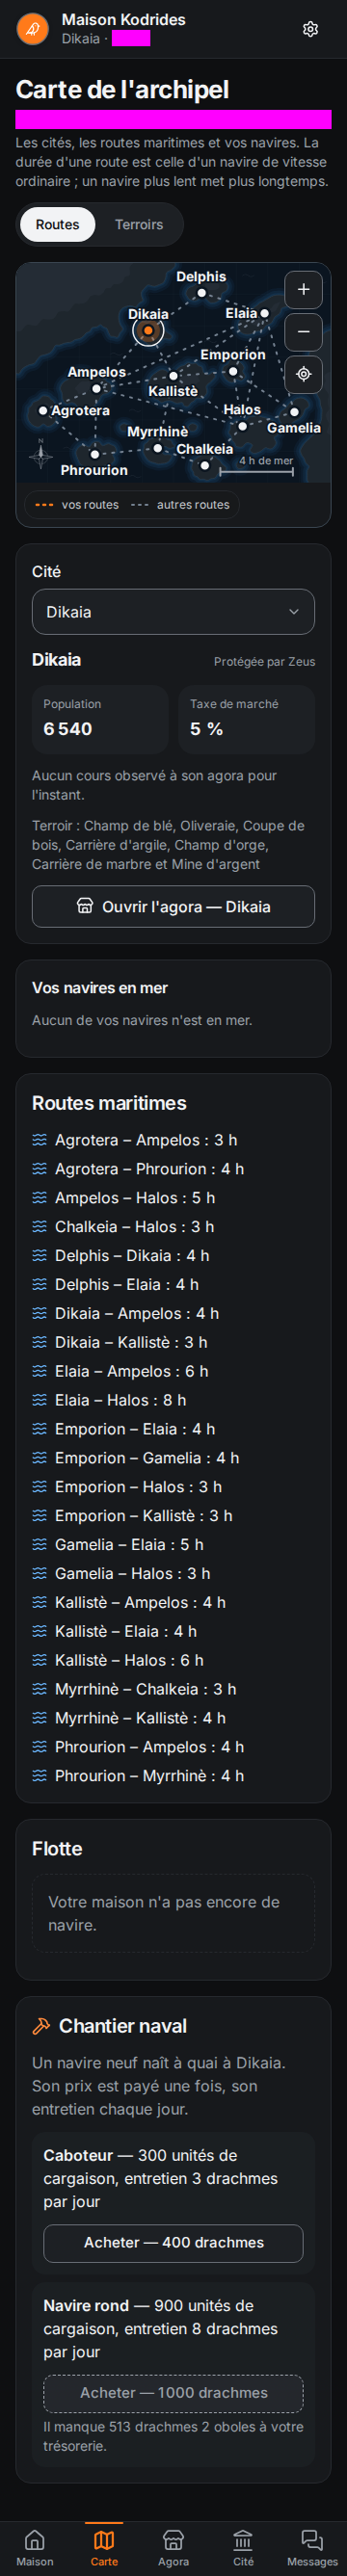 Maison Kodrides
Dikaia ·
Carte de l'archipel
Les cités, les routes maritimes et vos navires. La
durée d'une route est celle d'un navire de vitesse
ordinaire ; un navire plus lent met plus longtemps.
Routes
Terroirs
Delphis
Dikaia
Elaia
Emporion
Ampelos
Kallistè
Agrotera
Halos
Myrrhinè
Gamelia
Chalkeia
Phrourion
N
4 h de mer
vos routes
autres routes
Cité
Dikaia
Dikaia
Protégée par Zeus
Population
6 540
Taxe de marché
5 %
Aucun cours observé à son agora pour
l'instant.
Terroir : Champ de blé, Oliveraie, Coupe de
bois, Carrière d'argile, Champ d'orge,
Carrière de marbre et Mine d'argent
Ouvrir l'agora — Dikaia
Vos navires en mer
Aucun de vos navires n'est en mer.
Routes maritimes
Agrotera – Ampelos : 3 h
Agrotera – Phrourion : 4 h
Ampelos – Halos : 5 h
Chalkeia – Halos : 3 h
Delphis – Dikaia : 4 h
Delphis – Elaia : 4 h
Dikaia – Ampelos : 4 h
Dikaia – Kallistè : 3 h
Elaia – Ampelos : 6 h
Elaia – Halos : 8 h
Emporion – Elaia : 4 h
Emporion – Gamelia : 4 h
Emporion – Halos : 3 h
Emporion – Kallistè : 3 h
Gamelia – Elaia : 5 h
Gamelia – Halos : 3 h
Kallistè – Ampelos : 4 h
Kallistè – Elaia : 4 h
Kallistè – Halos : 6 h
Myrrhinè – Chalkeia : 3 h
Myrrhinè – Kallistè : 4 h
Phrourion – Ampelos : 4 h
Phrourion – Myrrhinè : 4 h
Flotte
Votre maison n'a pas encore de
navire.
Chantier naval
Un navire neuf naît à quai à Dikaia.
Son prix est payé une fois, son
entretien chaque jour.
Caboteur — 300 unités de
cargaison, entretien 3 drachmes
par jour
Acheter — 400 drachmes
Navire rond — 900 unités de
cargaison, entretien 8 drachmes
par jour
Acheter — 1 000 drachmes
Il manque 513 drachmes 2 oboles à votre
trésorerie.
Maison
Carte
Agora
Cité
Messages